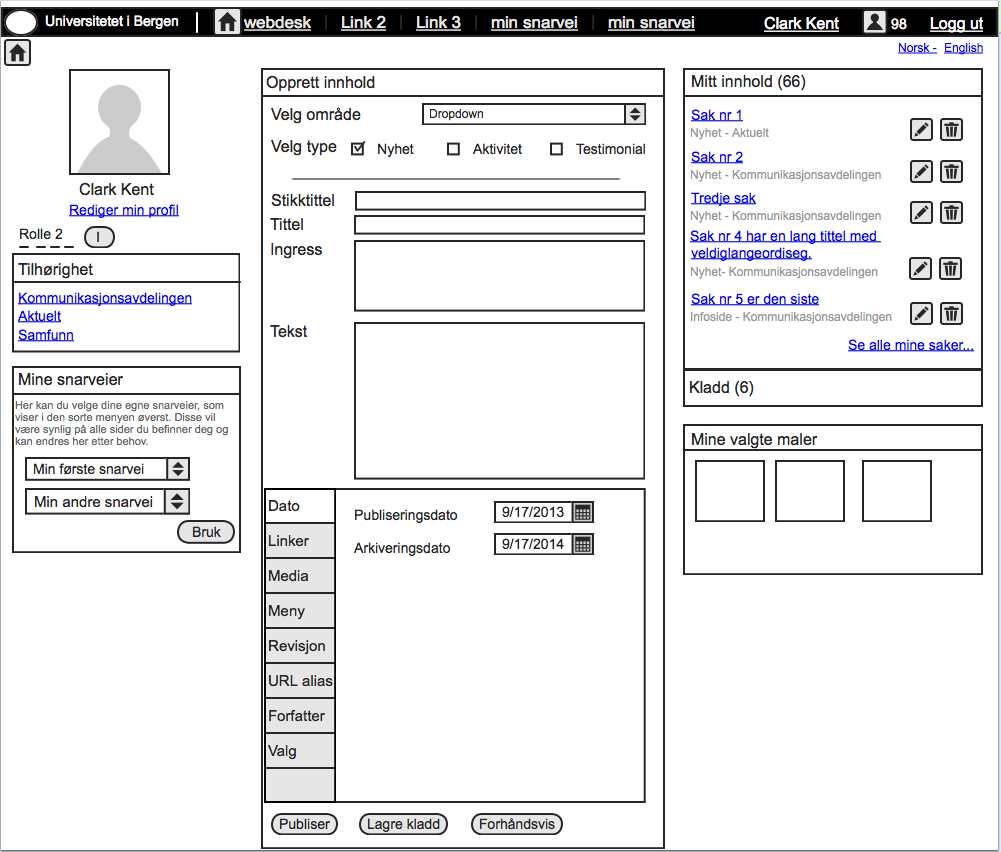 Universitetet i Bergen webdesk Link 2 Link 3 min snarvei min snarvei Clark Kent 98 Logg ut
Norsk - English
Clark Kent
Rediger min profil
Rolle 2 I
Tilhørighet
Kommunikasjonsavdelingen
Aktuelt
Samfunn
Mine snarveier
Her kan du velge dine egne snarveier, som
viser i den sorte menyen øverst. Disse vil
være synlig på alle sider du befinner deg og
kan endres her etter behov.
Min første snarvei
Min andre snarvei
Bruk
Opprett innhold
Velg område Dropdown
Velg type Nyhet Aktivitet Testimonial
Stikktittel
Tittel
Ingress
Tekst
Dato
Linker
Media
Meny
Revisjon
URL alias
Forfatter
Valg
Publiseringsdato 9/17/2013
Arkiveringsdato 9/17/2014
Publiser Lagre kladd Forhåndsvis
Mitt innhold (66)
Sak nr 1
Nyhet - Aktuelt
Sak nr 2
Nyhet - Kommunikasjonsavdelingen
Tredje sak
Nyhet - Kommunikasjonsavdelingen
Sak nr 4 har en lang tittel med
veldiglangeordiseg.
Nyhet- Kommunikasjonsavdelingen
Sak nr 5 er den siste
Infoside - Kommunikasjonsavdelingen
Se alle mine saker...
Kladd (6)
Mine valgte maler